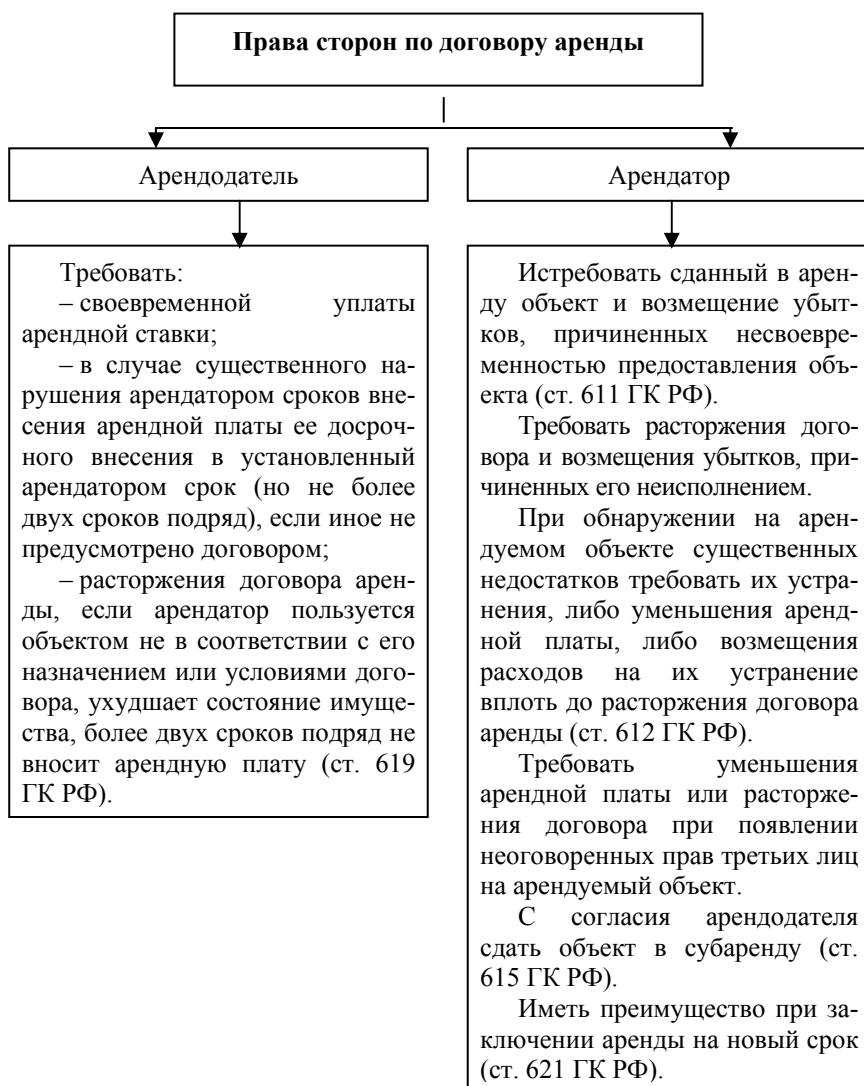 Права сторон по договору аренды
Арендодатель
Требовать:
– своевременной уплаты
арендной ставки;
– в случае существенного на-
рушения арендатором сроков вне-
сения арендной платы ее досроч-
ного внесения в установленный
арендатором срок (но не более
двух сроков подряд), если иное не
предусмотрено договором;
– расторжения договора арен-
ды, если арендатор пользуется
объектом не в соответствии с его
назначением или условиями дого-
вора, ухудшает состояние имуще-
ства, более двух сроков подряд не
вносит арендную плату (ст. 619
ГК РФ).
Арендатор
Истребовать сданный в арен-
ду объект и возмещение убыт-
ков, причиненных несвоевре-
менностью предоставления объ-
екта (ст. 611 ГК РФ).
Требовать расторжения дого-
вора и возмещения убытков, при-
чиненных его неисполнением.
При обнаружении на арен-
дуемом объекте существенных
недостатков требовать их устра-
нения, либо уменьшения аренд-
ной платы, либо возмещения
расходов на их устранение
вплоть до расторжения договора
аренды (ст. 612 ГК РФ).
Требовать уменьшения
арендной платы или расторже-
ния договора при появлении
неоговоренных прав третьих лиц
на арендуемый объект.
С согласия арендодателя
сдать объект в субаренду (ст.
615 ГК РФ).
Иметь преимущество при за-
ключении аренды на новый срок
(ст. 621 ГК РФ).